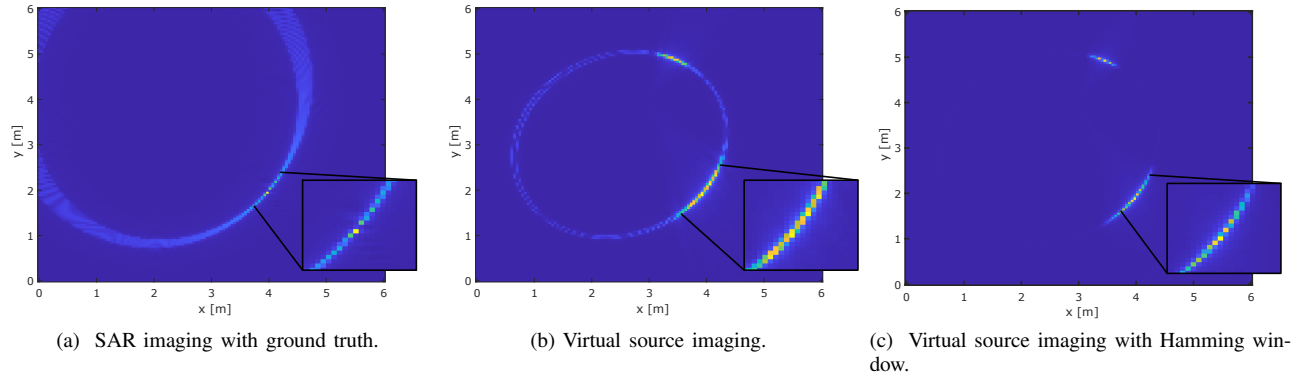 6
5
4
3
2
1
0
y [m]
0 1 2 3 4 5 6
x [m]
(a) SAR imaging with ground truth.
6
5
4
3
2
1
0
y [m]
0 1 2 3 4 5 6
x [m]
(b) Virtual source imaging.
6
5
4
3
2
1
0
y [m]
0 1 2 3 4 5 6
x [m]
(c) Virtual source imaging with Hamming win-
dow.